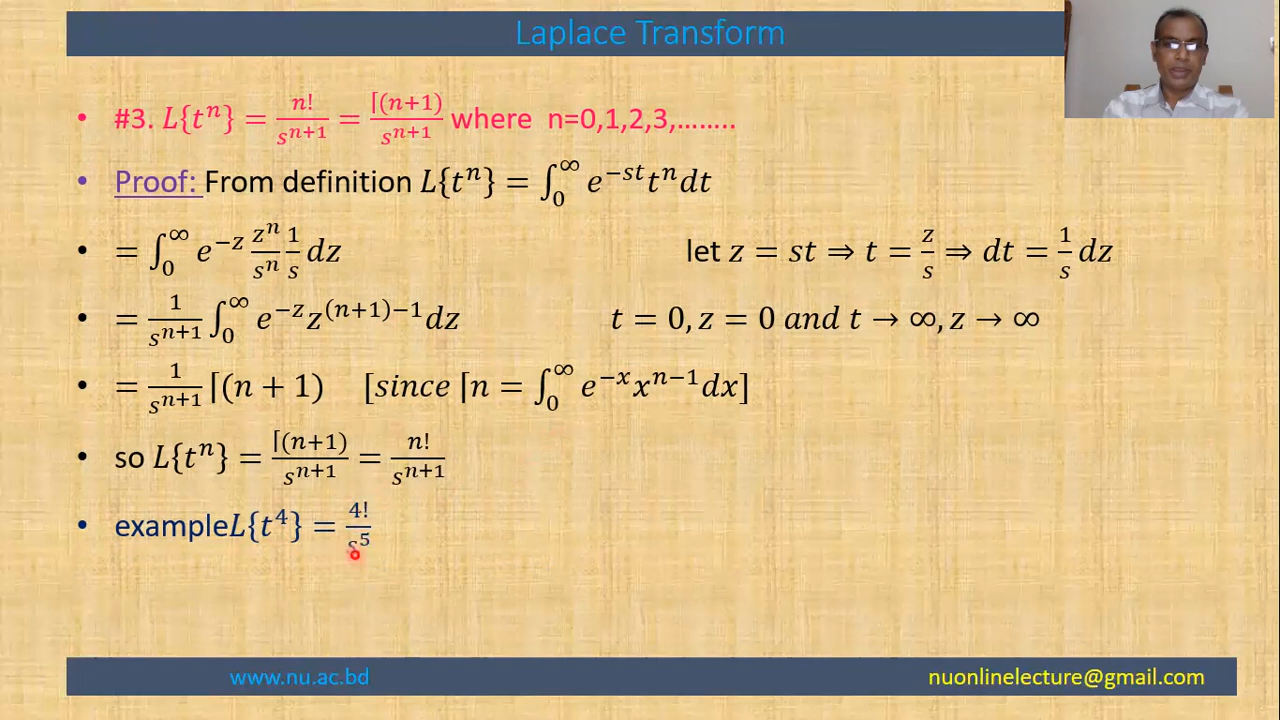 Laplace Transform
• #3. L{tⁿ} = n!/sⁿ⁺¹ = ⌈(n+1)/sⁿ⁺¹ where n=0,1,2,3,……..
• Proof: From definition L{tⁿ} = ∫₀^∞ e^(−st) tⁿ dt
• = ∫₀^∞ e^(−z) zⁿ/sⁿ 1/s dz let z = st ⇒ t = z/s ⇒ dt = 1/s dz
• = 1/sⁿ⁺¹ ∫₀^∞ e^(−z) z^((n+1)−1) dz t = 0, z = 0 and t → ∞, z → ∞
• = 1/sⁿ⁺¹ ⌈(n + 1) [since ⌈n = ∫₀^∞ e^(−x) x^(n−1) dx]
• so L{tⁿ} = ⌈(n+1)/sⁿ⁺¹ = n!/sⁿ⁺¹
• exampleL{t⁴} = 4!/s⁵
www.nu.ac.bd nuonlinelecture@gmail.com